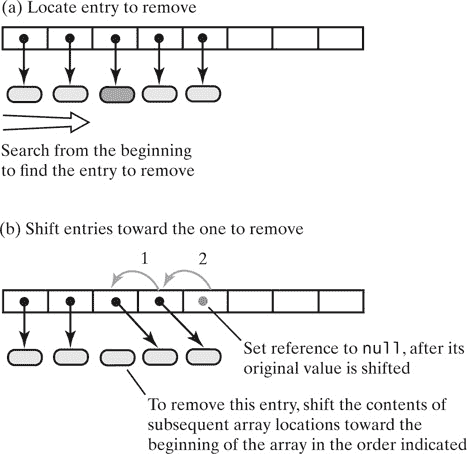 (a) Locate entry to remove
Search from the beginning
to find the entry to remove
(b) Shift entries toward the one to remove
1 2
Set reference to null, after its
original value is shifted
To remove this entry, shift the contents of
subsequent array locations toward the
beginning of the array in the order indicated